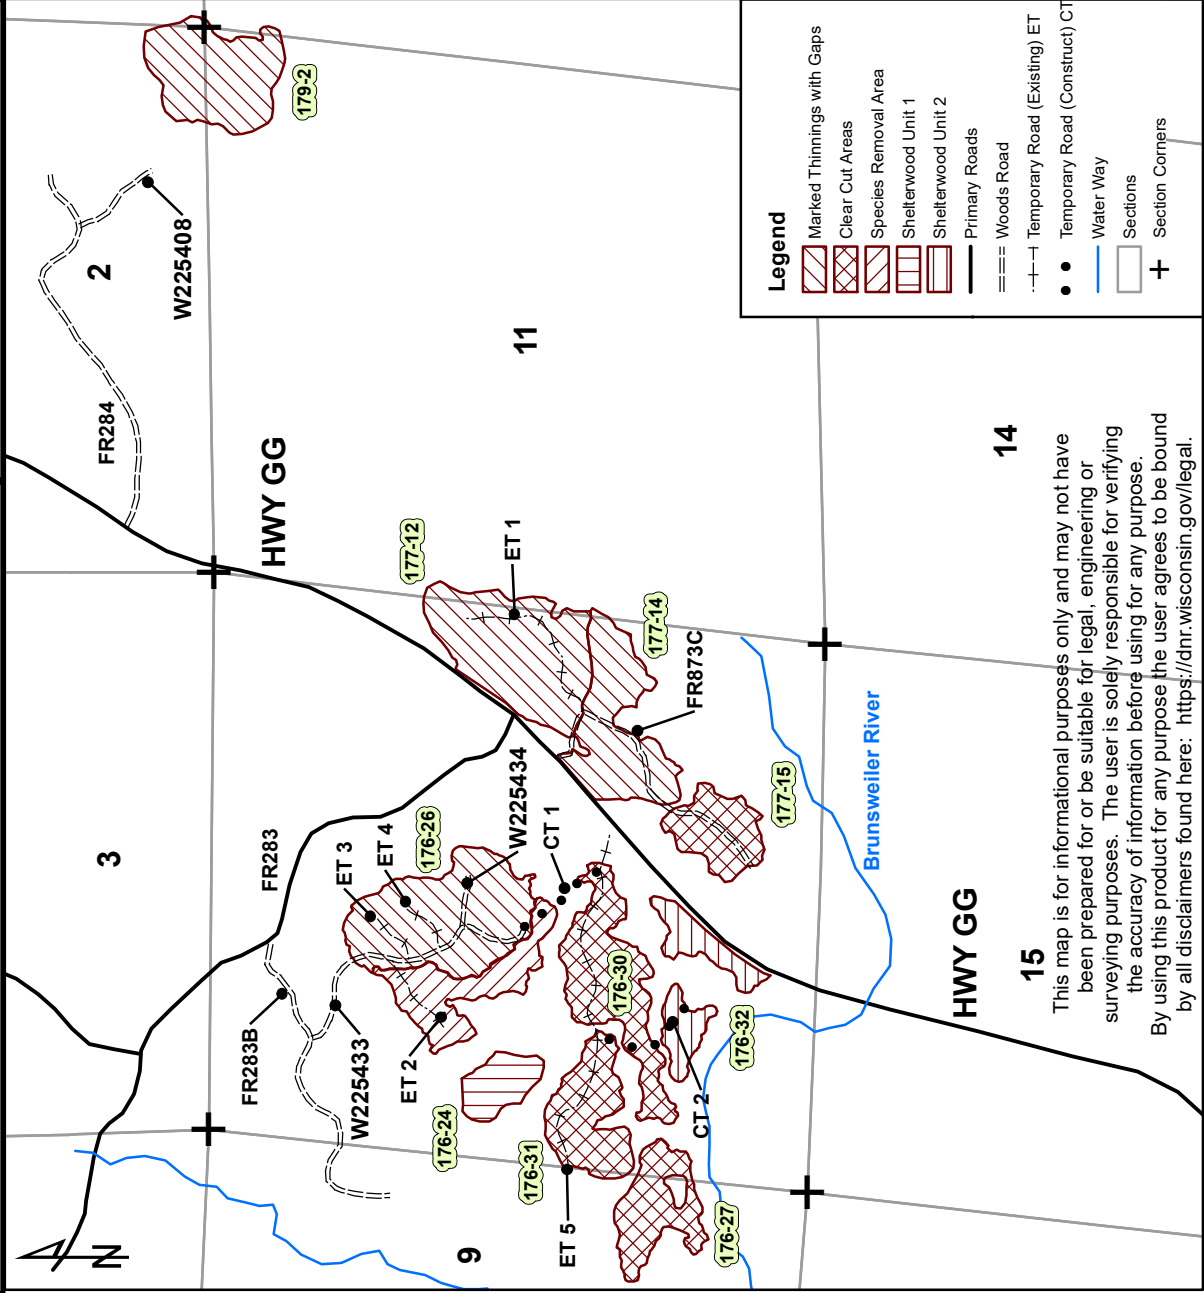 179-2
2
W225408
FR284
HWY GG
11
3
FR283
177-12
ET 1
177-14
FR873C
177-15
W225434
CT 1
176-26
ET 4
ET 3
FR283B
W225433
ET 2
176-24
176-31
176-30
176-32
CT 2
ET 5
176-27
9
N
Brunsweiler River
HWY GG
15
14
Legend
Marked Thinnings with Gaps
Clear Cut Areas
Species Removal Area
Shelterwood Unit 1
Shelterwood Unit 2
Primary Roads
Woods Road
Temporary Road (Existing) ET
Temporary Road (Construct) CT
Water Way
Sections
Section Corners
This map is for informational purposes only and may not have
been prepared for or be suitable for legal, engineering or
surveying purposes. The user is solely responsible for verifying
the accuracy of information before using for any purpose.
By using this product for any purpose the user agrees to be bound
by all disclaimers found here: https://dnr.wisconsin.gov/legal.